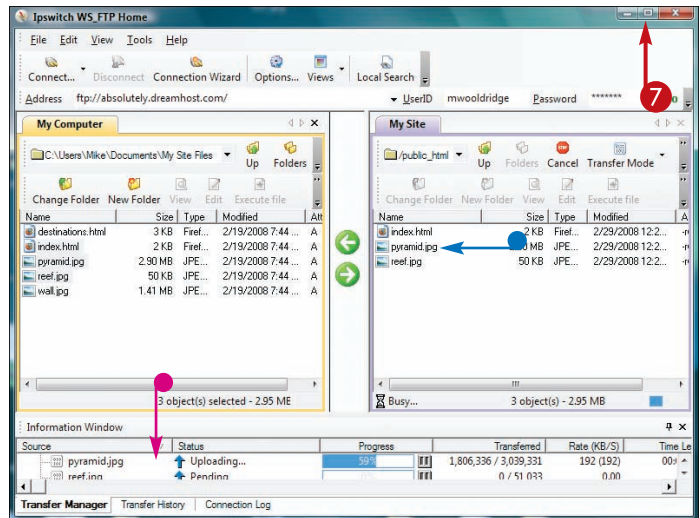 Ipswitch WS_FTP Home
File Edit View Tools Help
Connect... Disconnect Connection Wizard Options... Views Local Search
Address ftp://absolutely.dreamhost.com/ UserID mwooldridge Password *******
7
My Computer
C:\Users\Mike\Documents\My Site Files Up Folders
Change Folder New Folder View Edit Execute file
Name Size Type Modified Att
destinations.html 3 KB Firef... 2/19/2008 7:44 ... A
index.html 2 KB Firef... 2/19/2008 7:44 ... A
pyramid.jpg 2.90 MB JPE... 2/19/2008 7:44 ... A
reef.jpg 50 KB JPE... 2/19/2008 7:44 ... A
wall.jpg 1.41 MB JPE... 2/19/2008 7:44 ... A
3 object(s) selected - 2.95 MB
My Site
/public_html Up Folders Cancel Transfer Mode
Change Folder New Folder View Edit Execute file
Name Size Type Modified A
index.html 2 KB Firef... 2/29/2008 12:2...
pyramid.jpg MB JPE... 2/29/2008 12:2...
reef.jpg 50 KB JPE... 2/29/2008 12:2...
Busy... 3 object(s) - 2.95 MB
Information Window
Source Status Progress Transferred Rate (KB/S) Time Le
pyramid.jpg Uploading... 59% 1,806,336 / 3,039,331 192 (192)
reef.jpg Pending 0 / 51,033 0.00
Transfer Manager Transfer History Connection Log